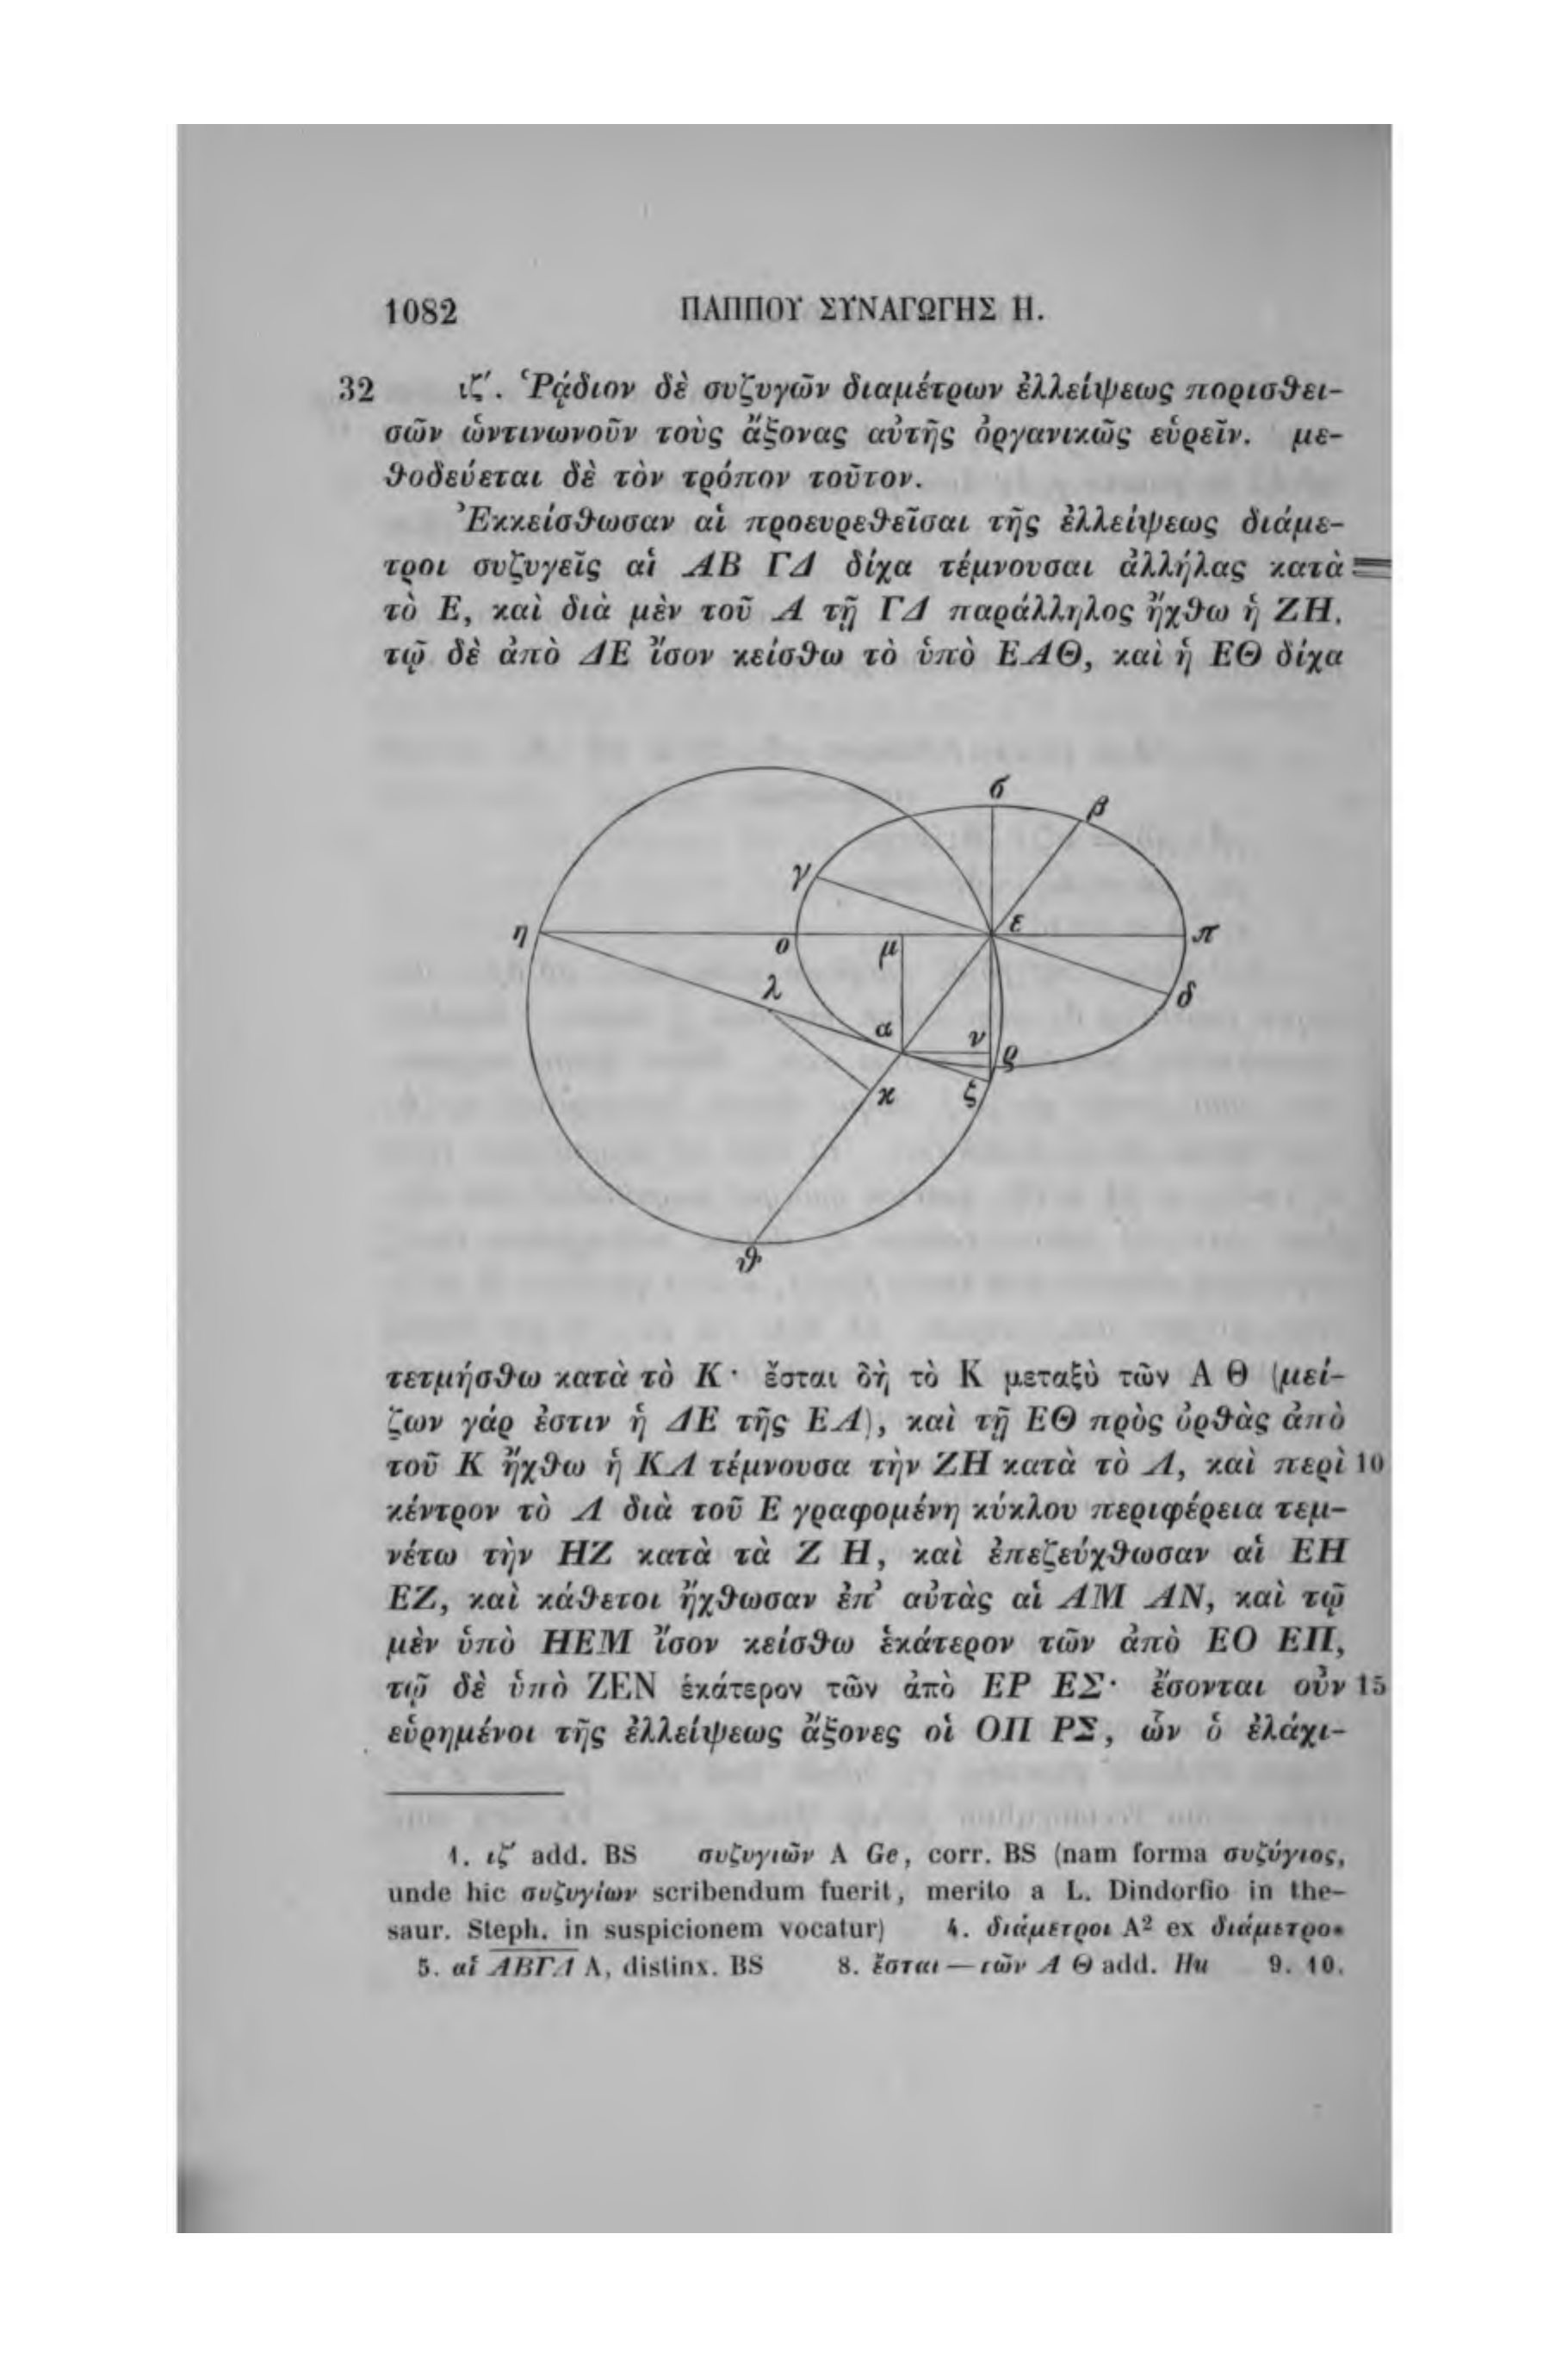 1082 ΠΑΠΠΟΥ ΣΥΝΑΓΩΓΗΣ Η.
32 ιζʹ. Ῥᾴδιον δὲ συζυγῶν διαμέτρων ἐλλείψεως πορισθει-
σῶν ὡντινωνοῦν τοὺς ἄξονας αὐτῆς ὀργανικῶς εὑρεῖν. με-
θοδεύεται δὲ τὸν τρόπον τοῦτον.
Ἐκκείσθωσαν αἱ προευρεθεῖσαι τῆς ἐλλείψεως διάμε-
τροι συζυγεῖς αἱ ΑΒ ΓΔ δίχα τέμνουσαι ἀλλήλας κατὰ
τὸ Ε, καὶ διὰ μὲν τοῦ Α τῇ ΓΔ παράλληλος ἤχθω ἡ ΖΗ,
τῷ δὲ ἀπὸ ΔΕ ἴσον κείσθω τὸ ὑπὸ ΕΑΘ, καὶ ἡ ΕΘ δίχα
σ
β
γ
η
ε
π
ο
μ
λ
δ
α
ν
ρ
κ
ζ
θ
τετμήσθω κατὰ τὸ Κ· ἔσται δὴ τὸ Κ μεταξὺ τῶν Α Θ (μεί-
ζων γάρ ἐστιν ἡ ΔΕ τῆς ΕΑ), καὶ τῇ ΕΘ πρὸς ὀρθὰς ἀπὸ
τοῦ Κ ἤχθω ἡ ΚΛ τέμνουσα τὴν ΖΗ κατὰ τὸ Λ, καὶ περὶ 10
κέντρον τὸ Λ διὰ τοῦ Ε γραφομένη κύκλου περιφέρεια τεμ-
νέτω τὴν ΗΖ κατὰ τὰ Ζ Η, καὶ ἐπεζεύχθωσαν αἱ ΕΗ
ΕΖ, καὶ κάθετοι ἤχθωσαν ἐπ’ αὐτὰς αἱ ΑΜ ΑΝ, καὶ τῷ
μὲν ὑπὸ ΗΕΜ ἴσον κείσθω ἑκάτερον τῶν ἀπὸ ΕΟ ΕΠ,
τῷ δὲ ὑπὸ ΖΕΝ ἑκάτερον τῶν ἀπὸ ΕΡ ΕΣ· ἔσονται οὖν 15
εὑρημένοι τῆς ἐλλείψεως ἄξονες οἱ ΟΠ ΡΣ, ὧν ὁ ἐλάχι-
1. ιζʹ add. BS συζυγιῶν A Ge, corr. BS (nam forma συζύγιος,
unde hic συζυγίων scribendum fuerit, merito a L. Dindorfio in the-
saur. Steph. in suspicionem vocatur) 4. διάμετροι A² ex διάμετρο*
5. αἱ ΑΒΓΔ A, distinx. BS 8. ἔσται — τῶν Α Θ add. Hu 9. 10.